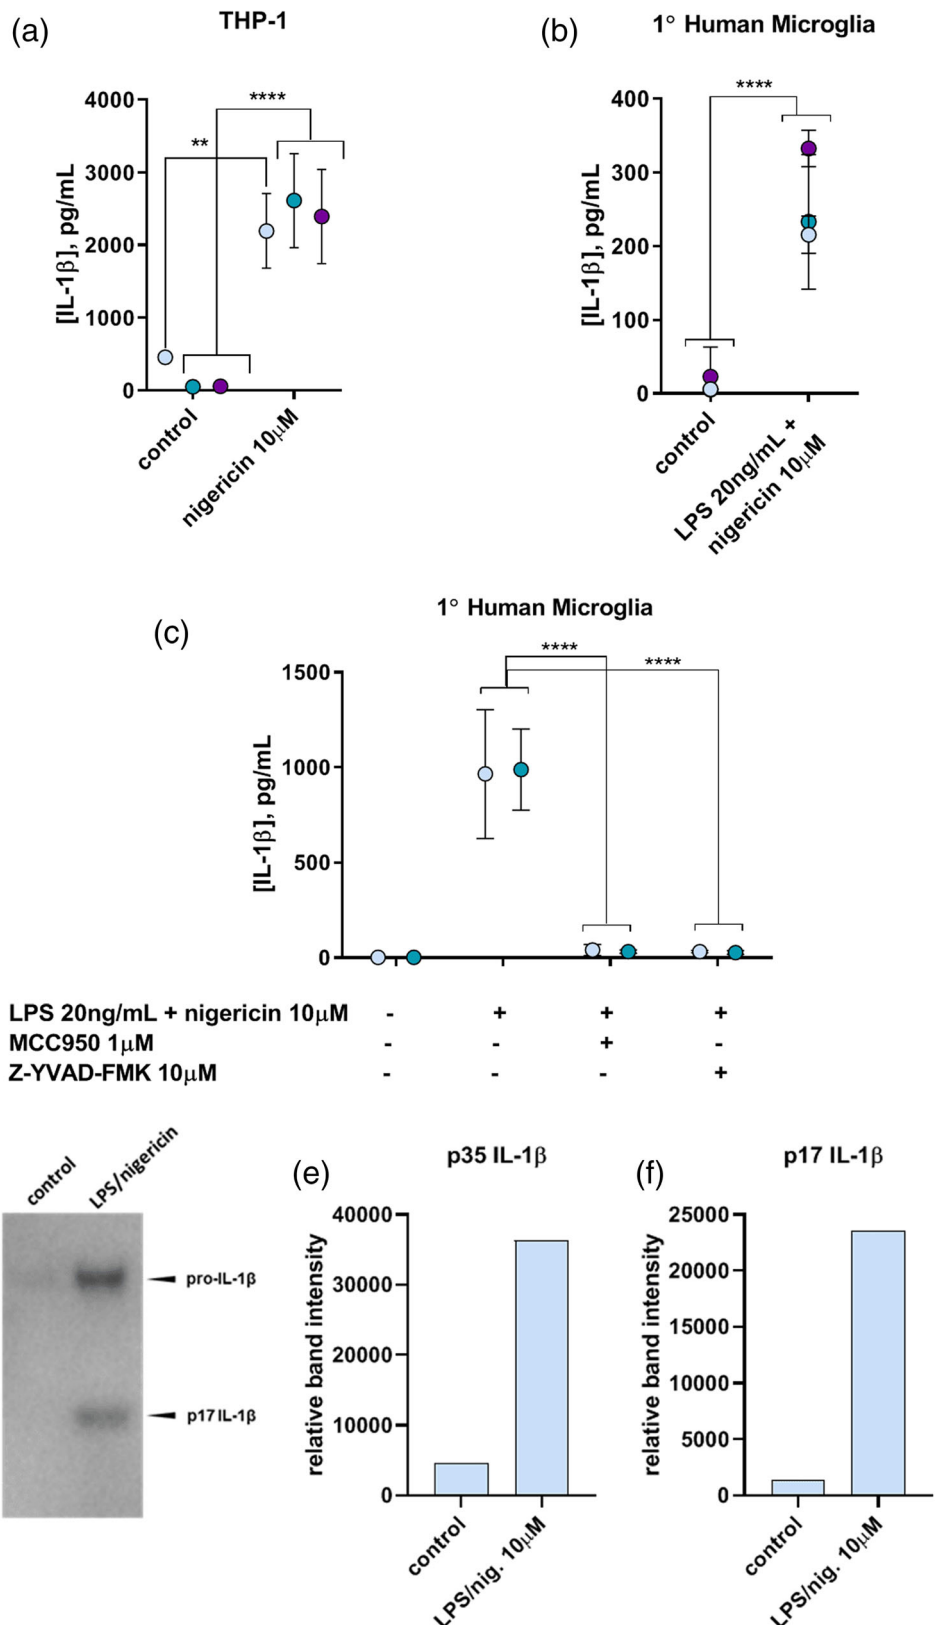 (a)
THP-1
[IL-1β], pg/mL
4000
3000
2000
1000
0
**
****
control
nigericin 10μM
(b)
1° Human Microglia
[IL-1β], pg/mL
400
300
200
100
0
****
control
LPS 20ng/mL +
nigericin 10μM
(c)
1° Human Microglia
[IL-1β], pg/mL
1500
1000
500
0
****
****
LPS 20ng/mL + nigericin 10μM - + + +
MCC950 1μM - - + -
Z-YVAD-FMK 10μM - - - +
control
LPS/nigericin
pro-IL-1β
p17 IL-1β
(e)
p35 IL-1β
relative band intensity
40000
30000
20000
10000
0
control
LPS/nig. 10μM
(f)
p17 IL-1β
relative band intensity
25000
20000
15000
10000
5000
0
control
LPS/nig. 10μM